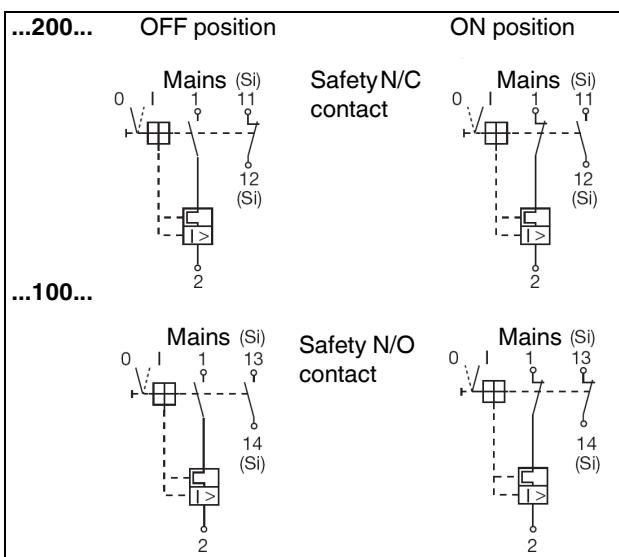 ...200... OFF position ON position
Mains (Si) Safety N/C Mains (Si)
0 I 1 11 contact 0 I 1 11
12 12
(Si) (Si)
I > I >
2 2
...100...
Mains (Si) Safety N/O Mains (Si)
0 I 1 13 contact 0 I 1 13
14 14
(Si) (Si)
I > I >
2 2